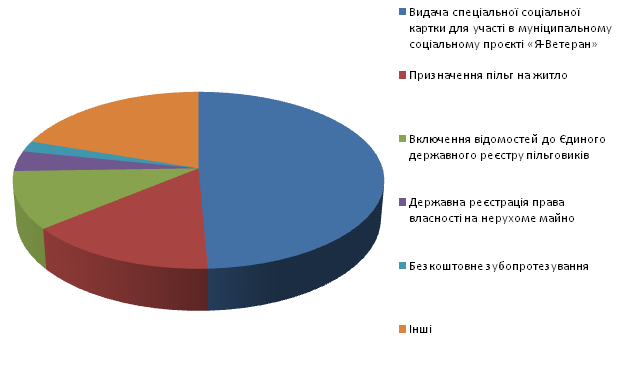 Видача спеціальної соціальної
картки для участі в муніципальному
соціальному проєкті «Я-Ветеран»
Призначення пільг на житло
Включення відомостей до Єдиного
державного реєстру пільговиків
Державна реєстрація права
власності на нерухоме майно
Безкоштовне зубопротезування
Інші